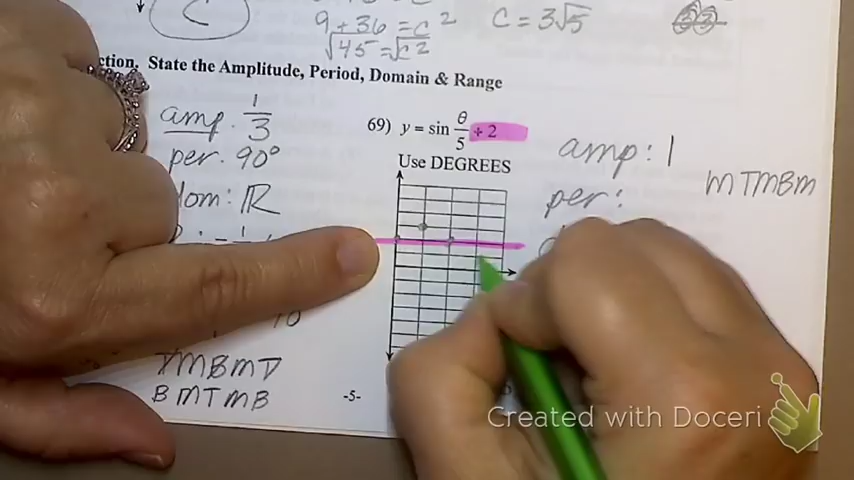 9 + 36 = c²
√45 = √c²
c = 3√5
ction. State the Amplitude, Period, Domain & Range
amp. 1/3
per. 90°
dom: ℝ
69) y = sin θ/5 + 2
Use DEGREES
amp: 1
per:
MTMBM
BMTMB
-5-
Created with Doceri